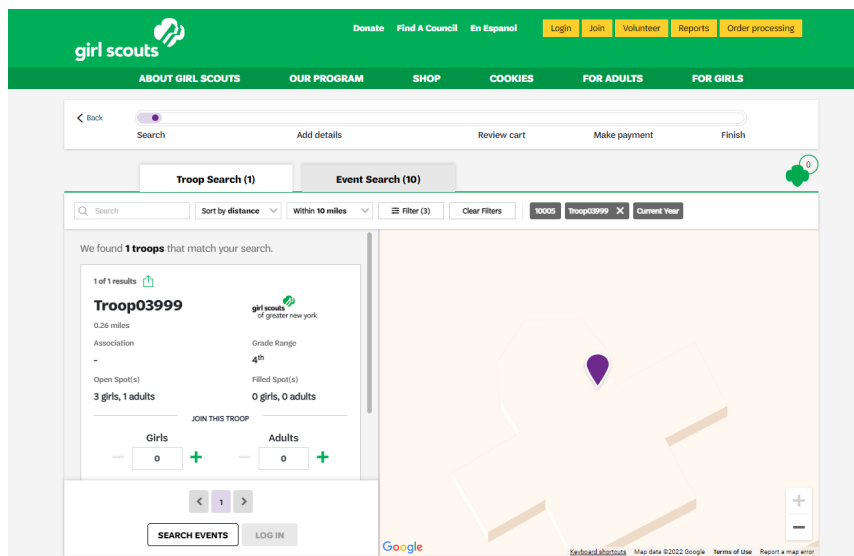 girl scouts
Donate Find A Council En Espanol Login Join Volunteer Reports Order processing
ABOUT GIRL SCOUTS OUR PROGRAM SHOP COOKIES FOR ADULTS FOR GIRLS
Back
Search Add details Review cart Make payment Finish
Troop Search (1) Event Search (10) 0
Search Sort by distance Within 10 miles Filter (3) Clear Filters 10005 Troop03999 X Current Year
We found 1 troops that match your search.
1 of 1 results
Troop03999
girl scouts
of greater new york
0.26 miles
Association Grade Range
- 4th
Open Spot(s) Filled Spot(s)
3 girls, 1 adults 0 girls, 0 adults
JOIN THIS TROOP
Girls Adults
0 + 0 +
< 1 >
SEARCH EVENTS LOG IN
Google
Keyboard shortcuts Map data ©2022 Google Terms of Use Report a map error